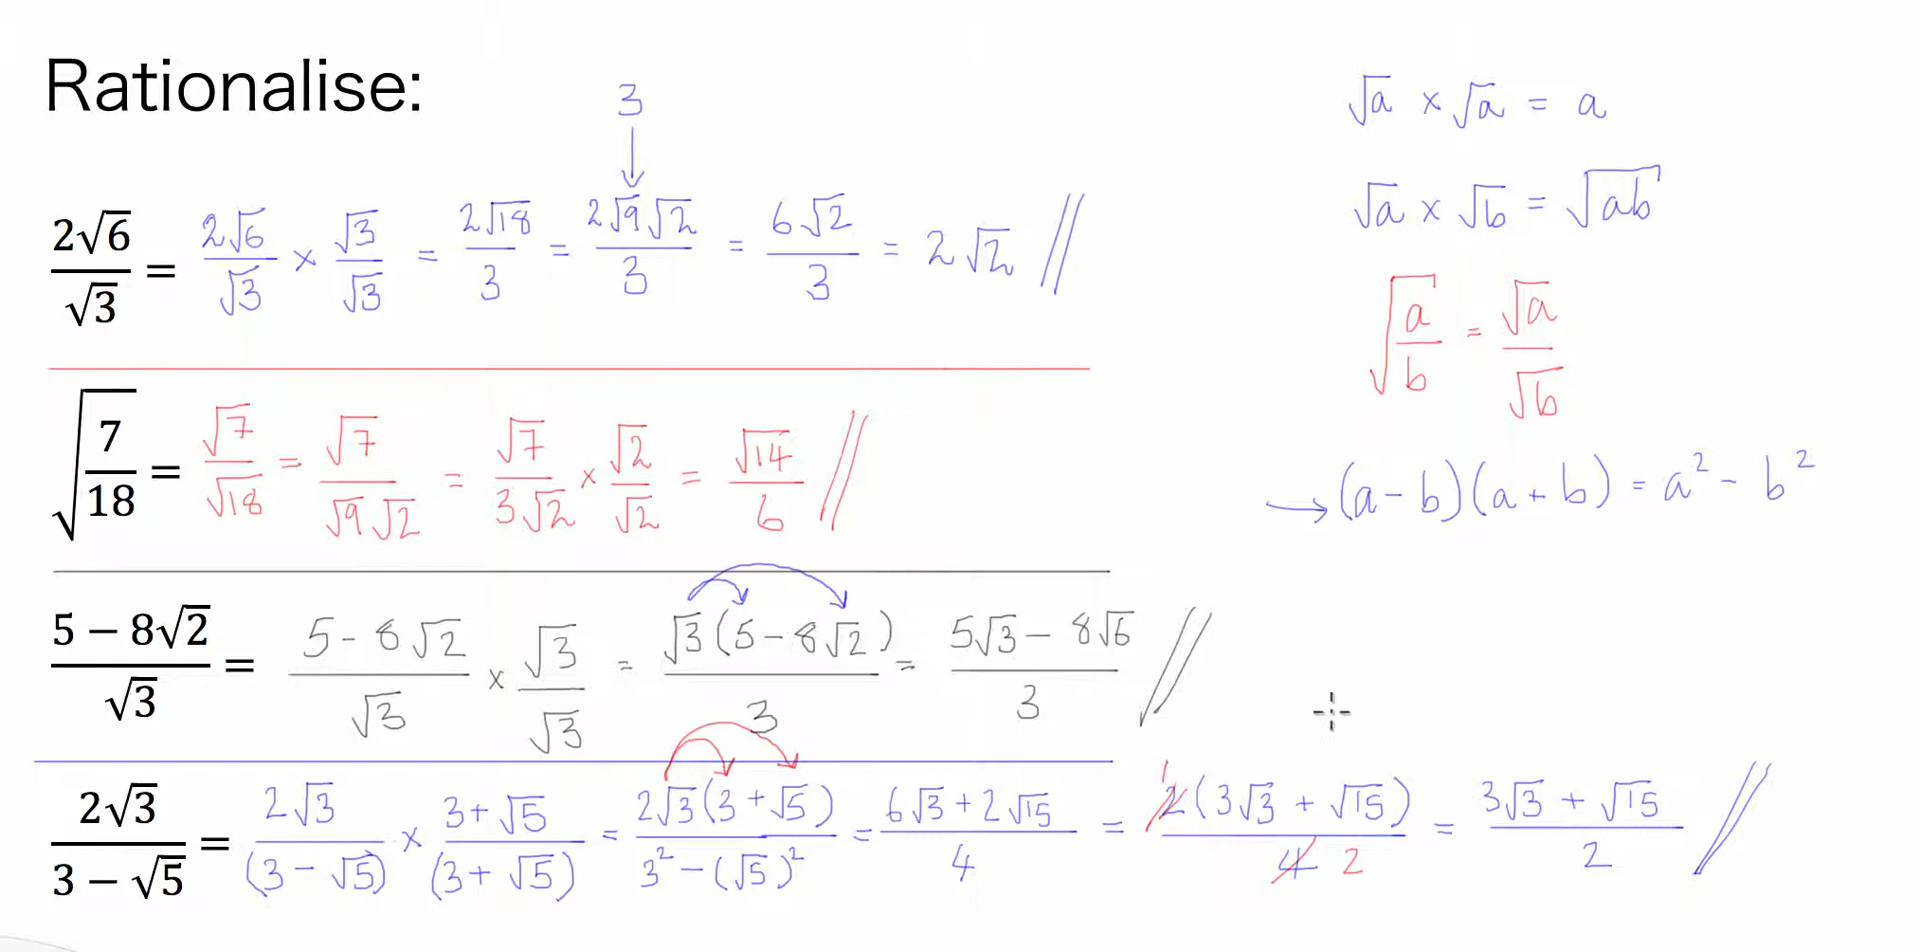 Rationalise:
3
√a × √a = a
√a × √b = √ab
2√6/√3 = 2√6/√3 × √3/√3 = 2√18/3 = 2√9√2/3 = 6√2/3 = 2√2 //
√(a/b) = √a/√b
√(7/18) = √7/√18 = √7/√9√2 = √7/3√2 × √2/√2 = √14/6 //
→ (a - b)(a + b) = a² - b²
5 − 8√2/√3 = 5 - 8√2/√3 × √3/√3 = √3(5 - 8√2)/3 = 5√3 - 8√6/3 //
2√3/3 − √5 = 2√3/(3 - √5) × 3 + √5/(3 + √5) = 2√3(3 + √5)/3² - (√5)² = 6√3 + 2√15/4 = 1 2(3√3 + √15)/4 2 = 3√3 + √15/2 //